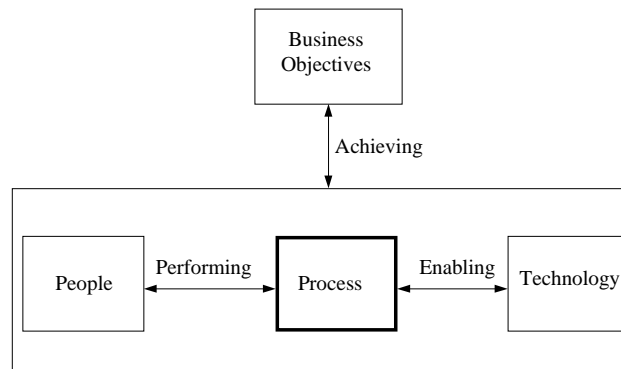 Business
Objectives
Achieving
People
Performing
Process
Enabling
Technology